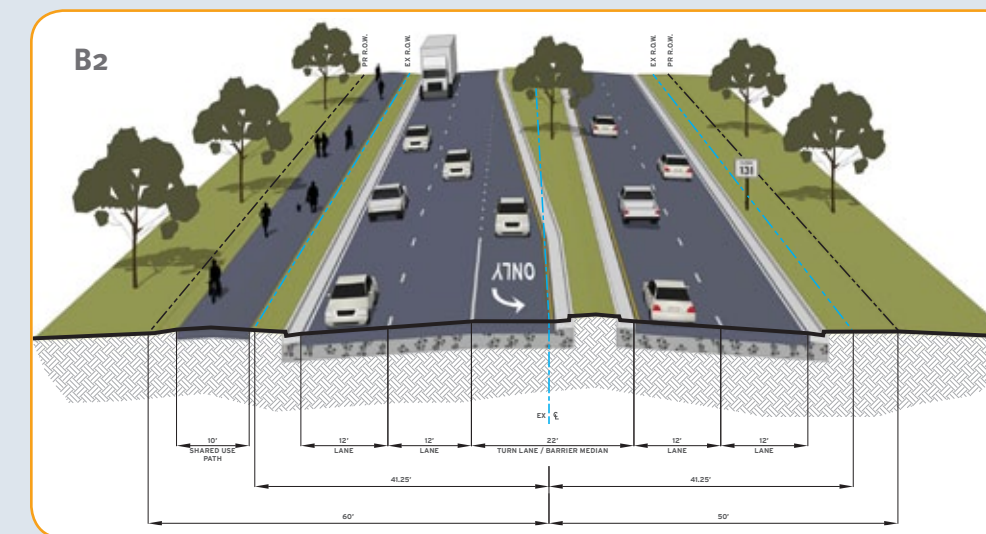 B2
PR R.O.W.
EX R.O.W.
EX R.O.W.
PR R.O.W.
131
ONLY
EX ℄
10'
SHARED USE
PATH
12'
LANE
12'
LANE
22'
TURN LANE / BARRIER MEDIAN
12'
LANE
12'
LANE
41.25'
41.25'
60'
50'